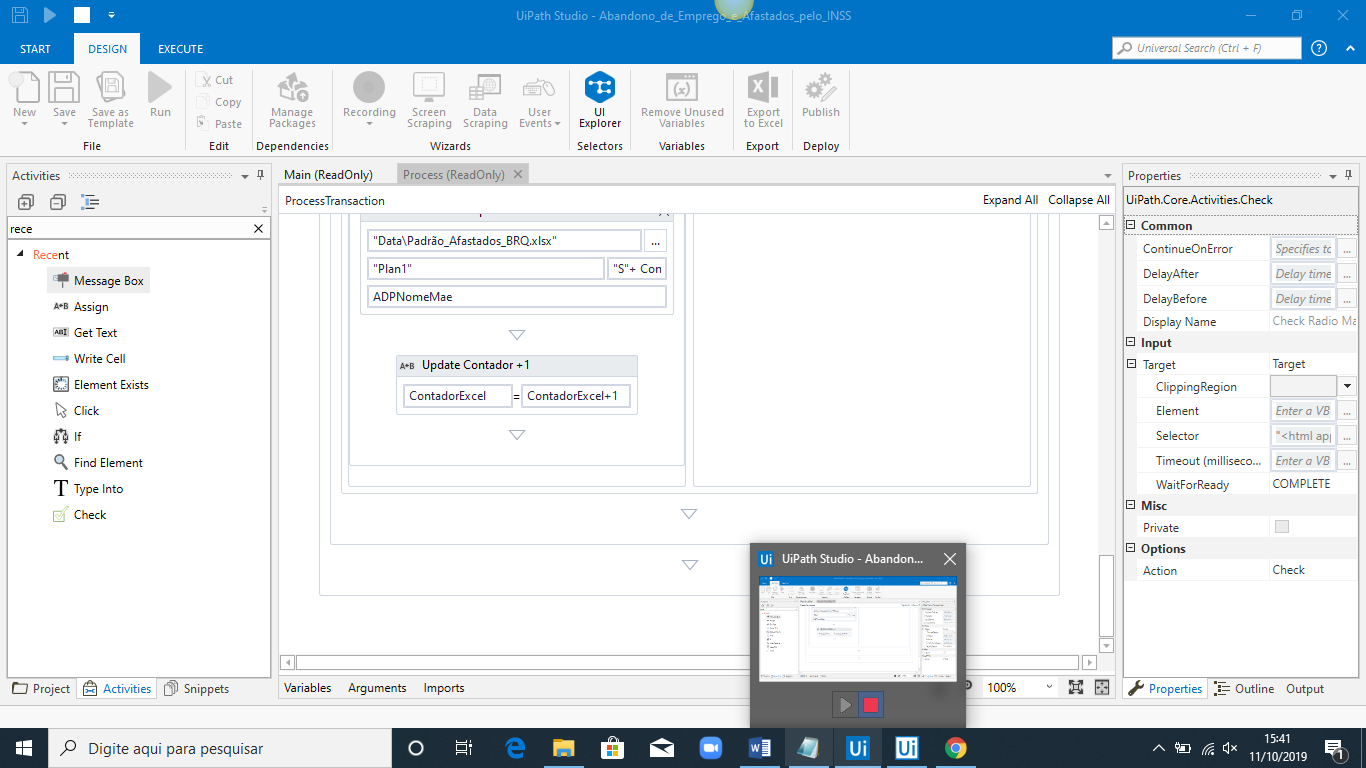 UiPath Studio - Abandono_de_Emprego_e_Afastados_pelo_INSS
START DESIGN EXECUTE
Universal Search (Ctrl + F)
New Save Save as Template Run
Cut
Copy
Paste
Manage Packages
Recording Screen Scraping Data Scraping User Events
UI Explorer
Remove Unused Variables
Export to Excel
Publish
File Edit Dependencies Wizards Selectors Variables Export Deploy
Activities
rece
Recent
Message Box
Assign
Get Text
Write Cell
Element Exists
Click
If
Find Element
Type Into
Check
Project Activities Snippets
Main (ReadOnly) Process (ReadOnly)
ProcessTransaction Expand All Collapse All
"Data\Padrão_Afastados_BRQ.xlsx" ...
"Plan1" "S"+ Con
ADPNomeMae
A+B Update Contador +1
ContadorExcel = ContadorExcel+1
Variables Arguments Imports 100%
Properties
UiPath.Core.Activities.Check
Common
ContinueOnError Specifies to ...
DelayAfter Delay time ...
DelayBefore Delay time ...
Display Name Check Radio Ma
Input
Target Target
ClippingRegion
Element Enter a VB ...
Selector "<html app ...
Timeout (milliseco... Enter a VB ...
WaitForReady COMPLETE
Misc
Private
Options
Action Check
Properties Outline Output
Ui UiPath Studio - Abandon...
Digite aqui para pesquisar
15:41
11/10/2019
1